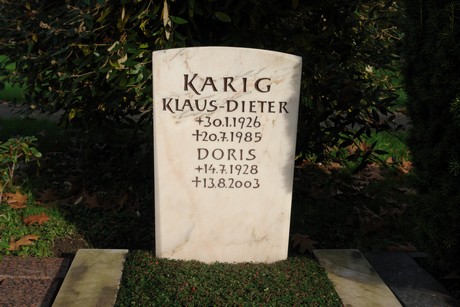 KARIG
KLAUS-DIETER
+30.1.1926
+20.7.1985
DORIS
+14.7.1928
+13.8.2003